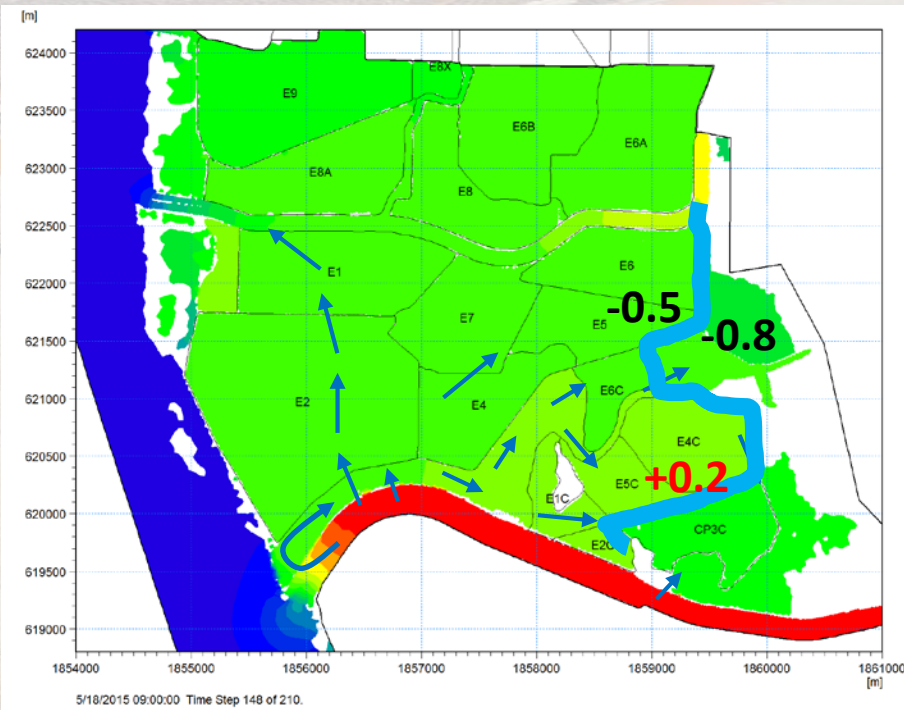 [m]
624000
E8X
E9
623500
E6B
E6A
623000
E8A
E8
622500
E1
E6
622000
-0.5
E7
E5
-0.8
621500
E6C
621000
E2
E4
E4C
620500
+0.2
E5C
E1C
620000
CP3C
E2C
619500
619000
1854000 1855000 1856000 1857000 1858000 1859000 1860000 1861000
[m]
5/18/2015 09:00:00 Time Step 148 of 210.